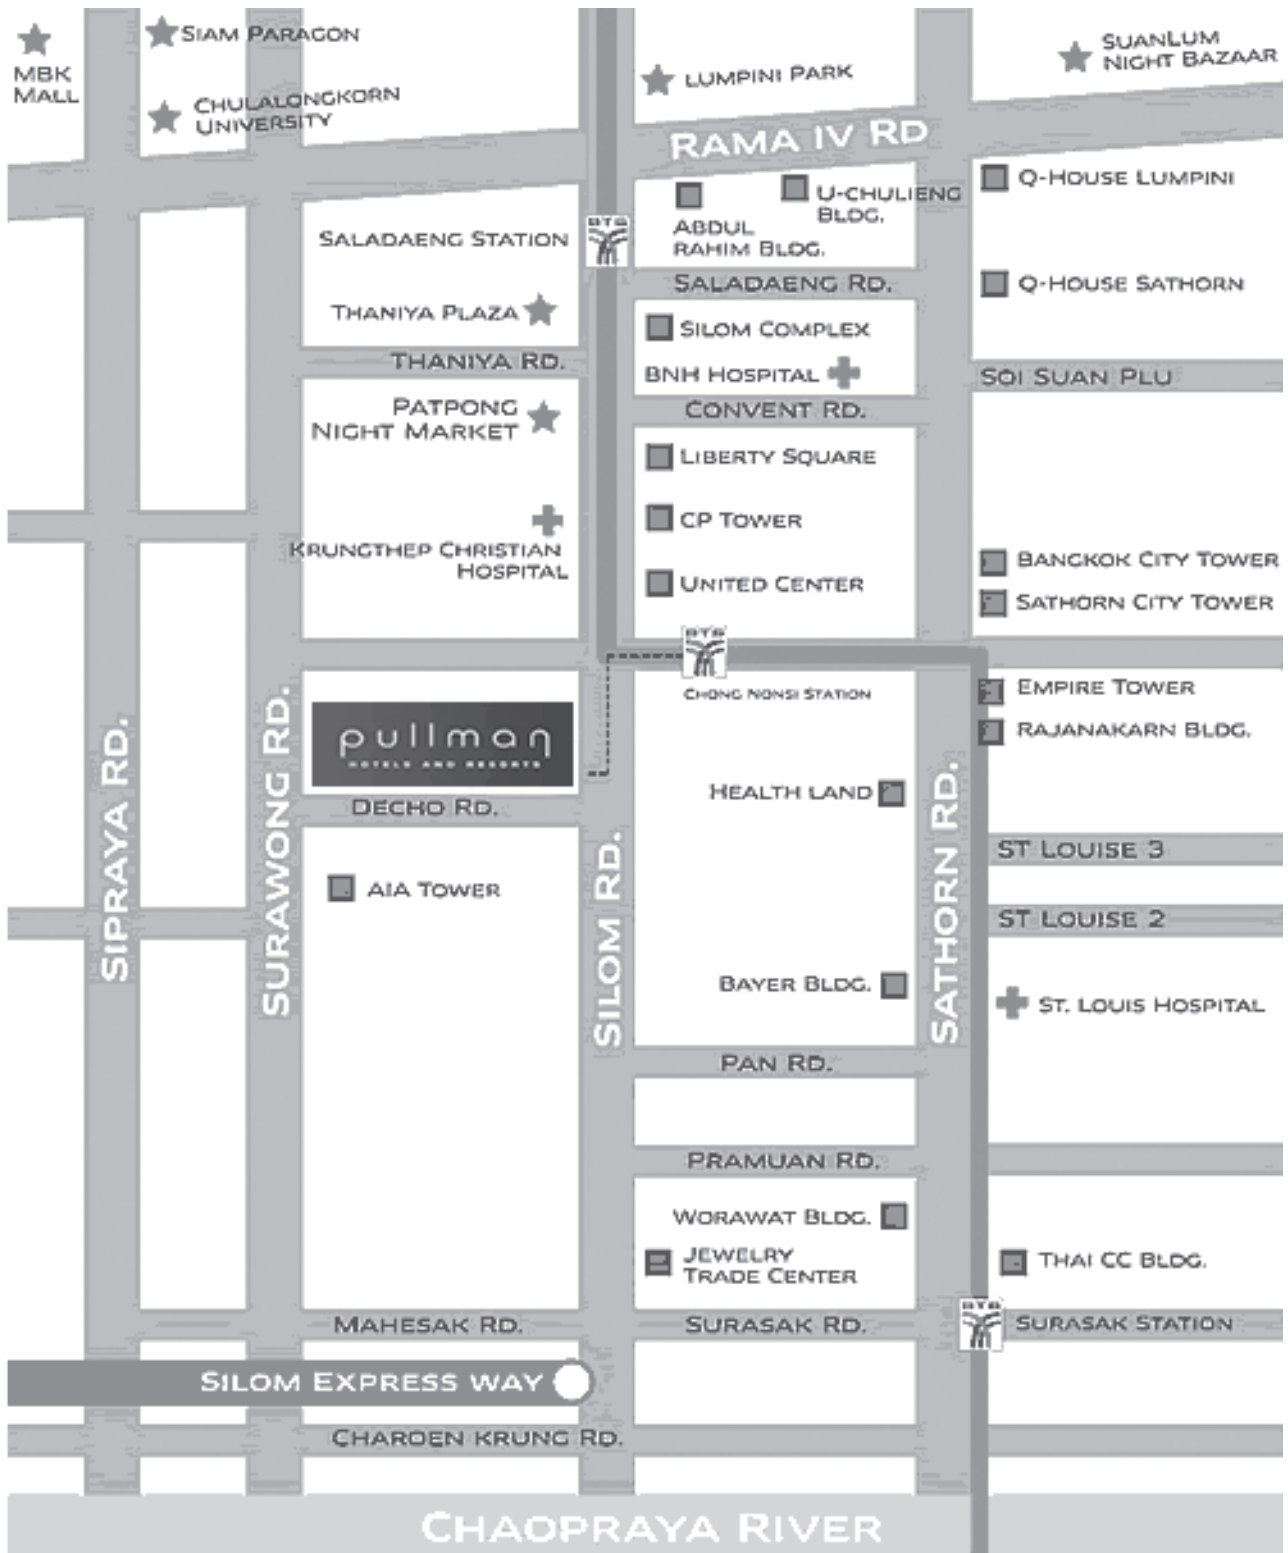 SIAM PARAGON
MBK
MALL
CHULALONGKORN
UNIVERSITY
LUMPINI PARK
SUANLUM
NIGHT BAZAAR
RAMA IV RD
Q-HOUSE LUMPINI
U-CHULIENG
BLDG.
ABDUL
RAHIM BLDG.
BTS
SALADAENG STATION
SALADAENG RD.
Q-HOUSE SATHORN
THANIYA PLAZA
SILOM COMPLEX
THANIYA RD.
BNH HOSPITAL
SOI SUAN PLU
PATPONG
NIGHT MARKET
CONVENT RD.
LIBERTY SQUARE
CP TOWER
KRUNGTHEP CHRISTIAN
HOSPITAL
UNITED CENTER
BANGKOK CITY TOWER
SATHORN CITY TOWER
BTS
CHONG NONSI STATION
EMPIRE TOWER
RAJANAKARN BLDG.
pullman
HOTELS AND RESORTS
DECHO RD.
HEALTH LAND
SIPRAYA RD.
SURAWONG RD.
SILOM RD.
SATHORN RD.
ST LOUISE 3
AIA TOWER
ST LOUISE 2
BAYER BLDG.
ST. LOUIS HOSPITAL
PAN RD.
PRAMUAN RD.
WORAWAT BLDG.
JEWELRY
TRADE CENTER
THAI CC BLDG.
BTS
MAHESAK RD.
SURASAK RD.
SURASAK STATION
SILOM EXPRESS WAY
CHAROEN KRUNG RD.
CHAOPRAYA RIVER